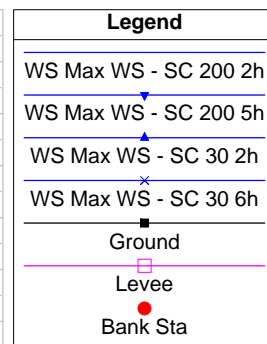 Legend
WS Max WS - SC 200 2h
WS Max WS - SC 200 5h
WS Max WS - SC 30 2h
WS Max WS - SC 30 6h
Ground
Levee
Bank Sta